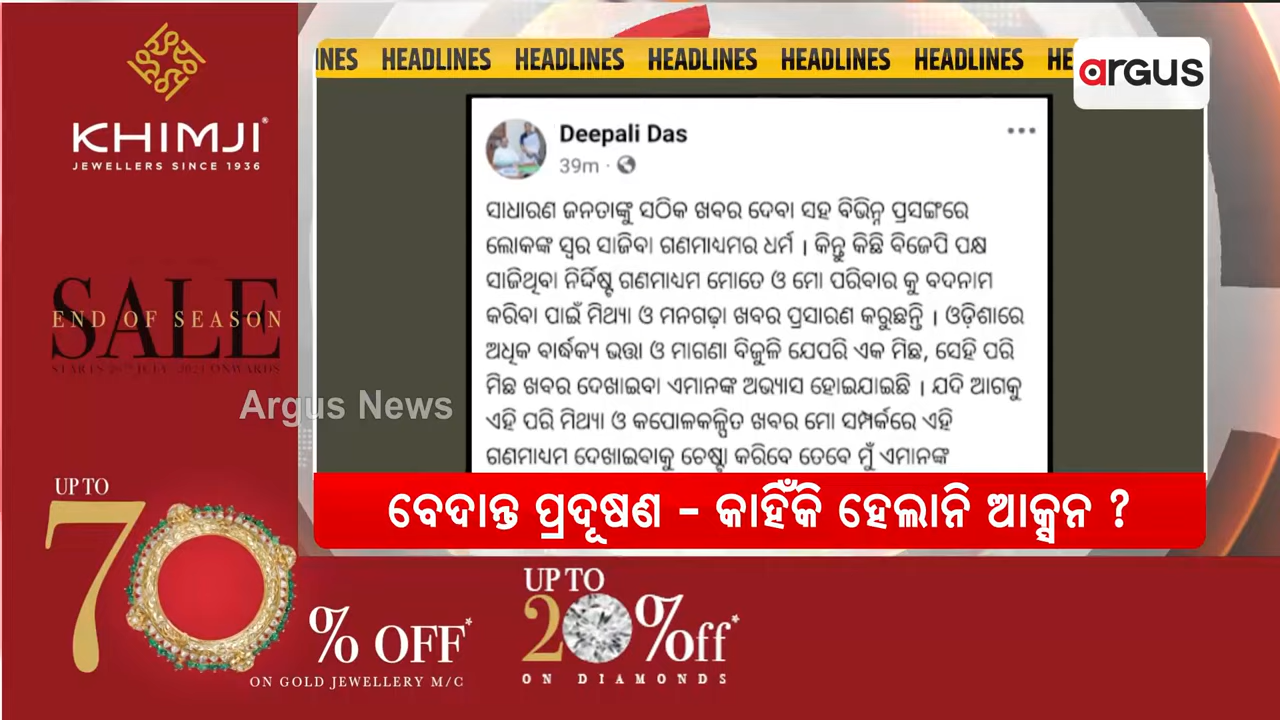 KHIMJI®
JEWELLERS SINCE 1936
SALE
END OF SEASON
UP TO
70
% OFF*
ON GOLD JEWELLERY M/C
UP TO
20%off*
ON DIAMONDS
HEADLINES HEADLINES HEADLINES HEADLINES HEADLINES
argus
Deepali Das
39m ·
ସାଧାରଣ ଜନତାଙ୍କୁ ସଠିକ ଖବର ଦେବା ସହ ବିଭିନ୍ନ ପ୍ରସଙ୍ଗରେ
ଲୋକଙ୍କ ସ୍ୱର ସାଜିବା ଗଣମାଧ୍ୟମର ଧର୍ମ । କିନ୍ତୁ କିଛି ବିଜେପି ପକ୍ଷ
ସାଜିଥିବା ନିର୍ଦ୍ଦିଷ୍ଟ ଗଣମାଧ୍ୟମ ମୋତେ ଓ ମୋ ପରିବାର କୁ ବଦନାମ
କରିବା ପାଇଁ ମିଥ୍ୟା ଓ ମନଗଢ଼ା ଖବର ପ୍ରସାରଣ କରୁଛନ୍ତି । ଓଡ଼ିଶାରେ
ଅଧିକ ବାର୍ଦ୍ଧକ୍ୟ ଭତ୍ତା ଓ ମାଗଣା ବିଜୁଳି ଯେପରି ଏକ ମିଛ, ସେହି ପରି
ମିଛ ଖବର ଦେଖାଇବା ଏମାନଙ୍କ ଅଭ୍ୟାସ ହୋଇଯାଇଛି । ଯଦି ଆଗକୁ
ଏହି ପରି ମିଥ୍ୟା ଓ କପୋଳକଳ୍ପିତ ଖବର ମୋ ସମ୍ପର୍କରେ ଏହି
ଗଣମାଧ୍ୟମ ଦେଖାଇବାକୁ ଚେଷ୍ଟା କରିବେ ତେବେ ମୁଁ ଏମାନଙ୍କ
Argus News
ବେଦାନ୍ତ ପ୍ରଦୂଷଣ - କାହିଁକି ହେଲାନି ଆକ୍ସନ ?